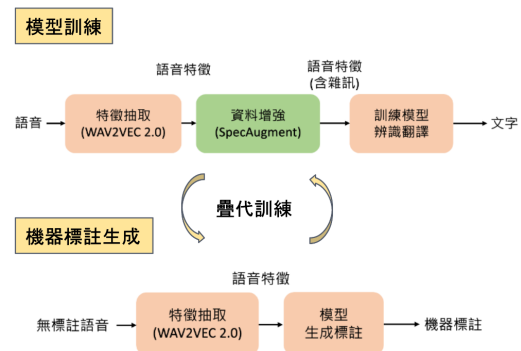 模型訓練
語音特徵
語音特徵
(含雜訊)
語音
特徵抽取
(WAV2VEC 2.0)
資料增強
(SpecAugment)
訓練模型
辨識翻譯
文字
疊代訓練
機器標註生成
語音特徵
無標註語音
特徵抽取
(WAV2VEC 2.0)
模型
生成標註
機器標註